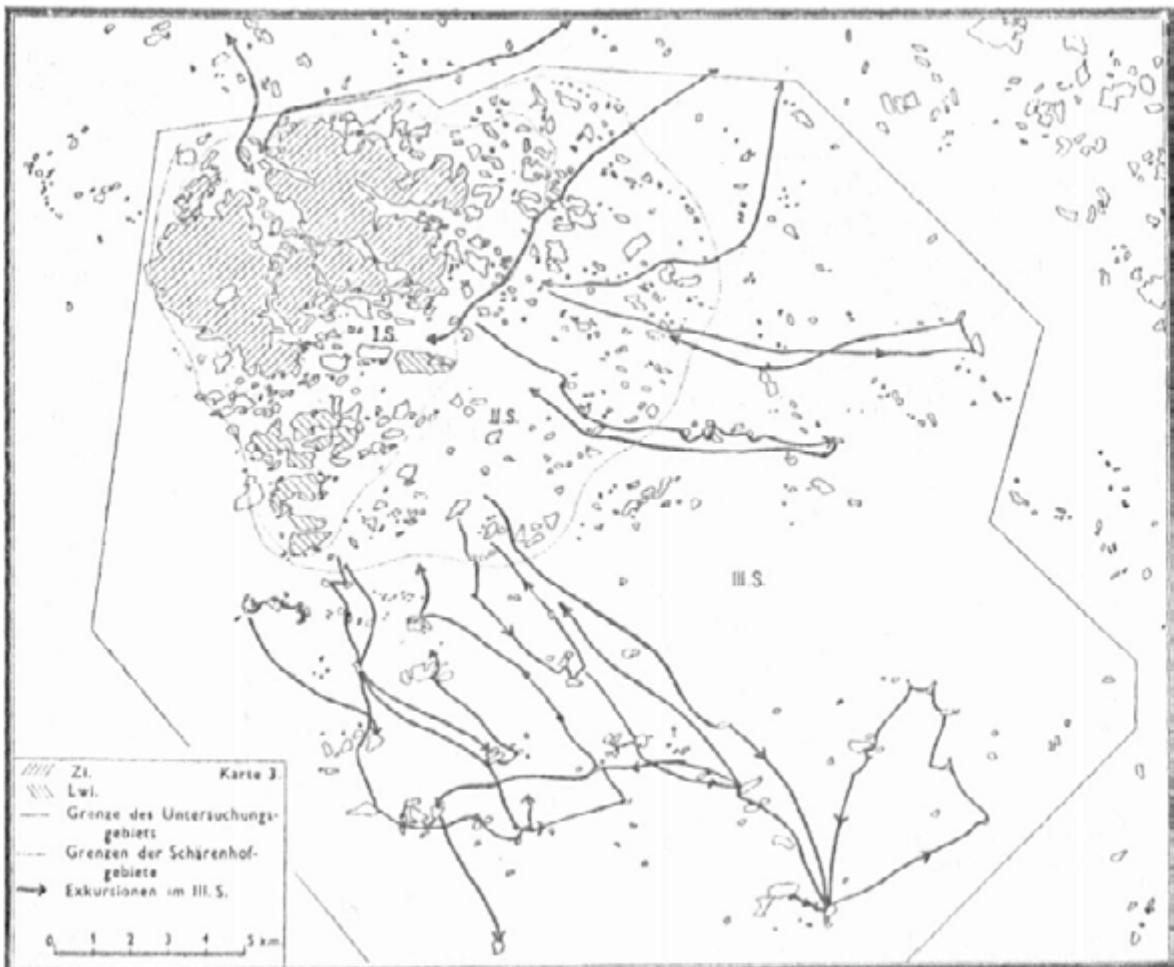 I.S.
II.S.
III.S.
Zi. Karte 3.
Lwi.
Grenze des Untersuchungs-
gebiets
Grenzen der Schärenhof-
gebiete
Exkursionen im III.S.
0 1 2 3 4 5 km